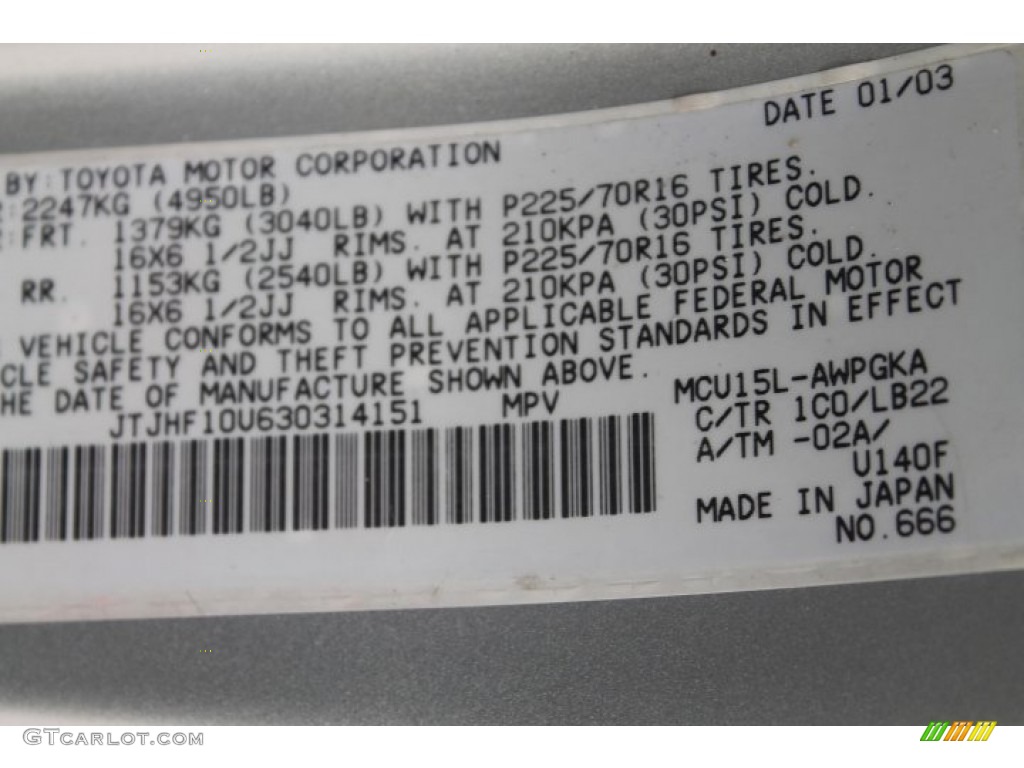 DATE 01/03
BY: TOYOTA MOTOR CORPORATION
:2247KG (4950LB)
:FRT. 1379KG (3040LB) WITH P225/70R16 TIRES.
16X6 1/2JJ RIMS. AT 210KPA (30PSI) COLD.
RR. 1153KG (2540LB) WITH P225/70R16 TIRES.
16X6 1/2JJ RIMS. AT 210KPA (30PSI) COLD.
VEHICLE CONFORMS TO ALL APPLICABLE FEDERAL MOTOR
CLE SAFETY AND THEFT PREVENTION STANDARDS IN EFFECT
HE DATE OF MANUFACTURE SHOWN ABOVE.
JTJHF10U630314151 MPV
MCU15L-AWPGKA
C/TR 1C0/LB22
A/TM -02A/
U140F
MADE IN JAPAN
NO.666
GTCarlot.com